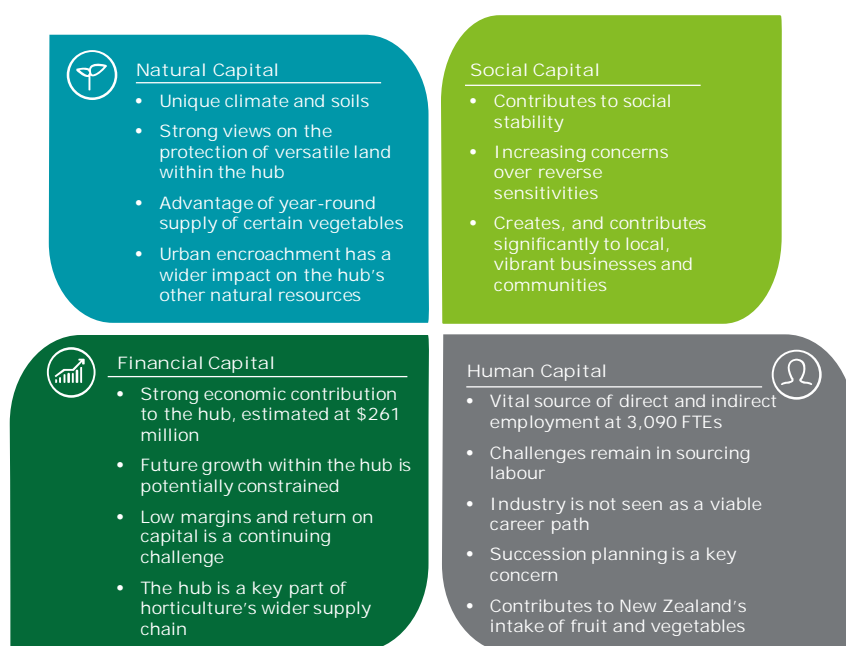 Natural Capital
• Unique climate and soils
• Strong views on the
protection of versatile land
within the hub
• Advantage of year-round
supply of certain vegetables
• Urban encroachment has a
wider impact on the hub's
other natural resources
Social Capital
• Contributes to social
stability
• Increasing concerns
over reverse
sensitivities
• Creates, and contributes
significantly to local,
vibrant businesses and
communities
Financial Capital
• Strong economic contribution
to the hub, estimated at $261
million
• Future growth within the hub is
potentially constrained
• Low margins and return on
capital is a continuing
challenge
• The hub is a key part of
horticulture's wider supply
chain
Human Capital
• Vital source of direct and indirect
employment at 3,090 FTEs
• Challenges remain in sourcing
labour
• Industry is not seen as a viable
career path
• Succession planning is a key
concern
• Contributes to New Zealand's
intake of fruit and vegetables